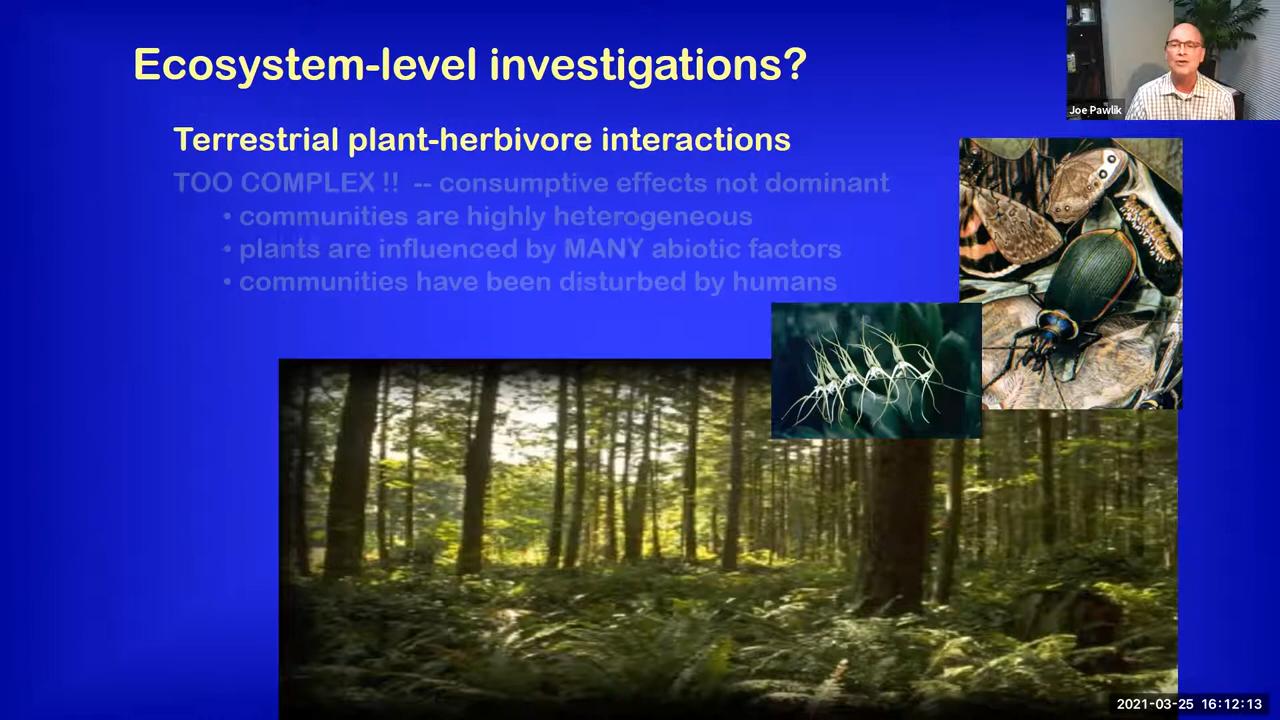 Ecosystem-level investigations?
Joe Pawlik
Terrestrial plant-herbivore interactions
TOO COMPLEX !! -- consumptive effects not dominant
• communities are highly heterogeneous
• plants are influenced by MANY abiotic factors
• communities have been disturbed by humans
2021-03-25 16:12:13